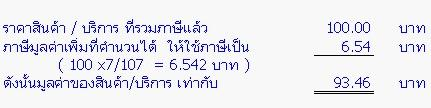 ราคาสินค้า / บริการ ที่รวมภาษีแล้ว 100.00 บาท
ภาษีมูลค่าเพิ่มที่คำนวนได้ ให้ใช้ภาษีเป็น 6.54 บาท
( 100 x7/107 = 6.542 บาท )
ดังนั้นมูลค่าของสินค้า/บริการ เท่ากับ 93.46 บาท